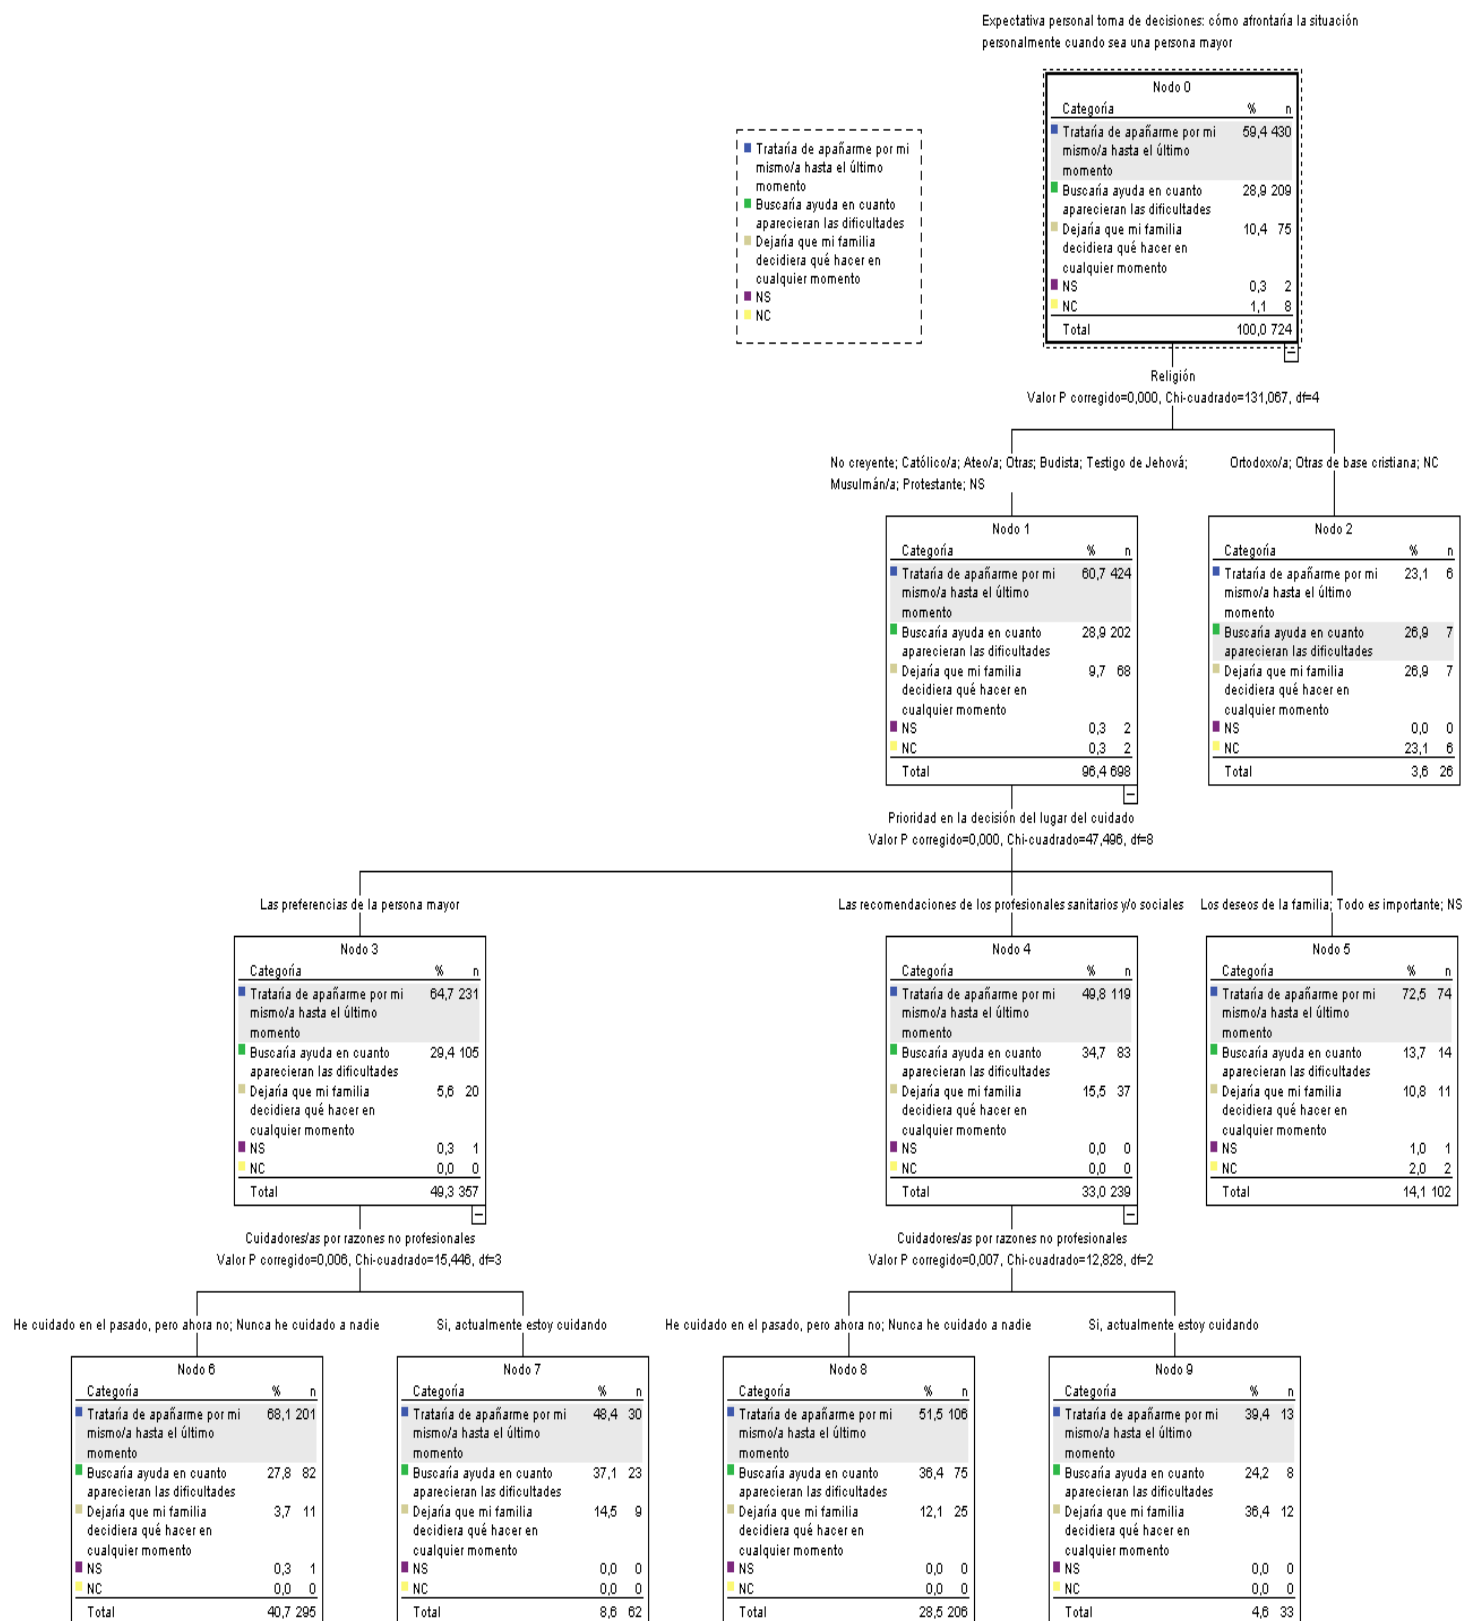 Expectativa personal toma de decisiones: cómo afrontaría la situación
personalmente cuando sea una persona mayor
Nodo 0
Categoría % n
Trataría de apañarme por mi 59,4 430
mismo/a hasta el último
momento
Buscaría ayuda en cuanto 28,9 209
aparecieran las dificultades
Dejaría que mi familia 10,4 75
decidiera qué hacer en
cualquier momento
NS 0,3 2
NC 1,1 8
Total 100,0 724
Trataría de apañarme por mi
mismo/a hasta el último
momento
Buscaría ayuda en cuanto
aparecieran las dificultades
Dejaría que mi familia
decidiera qué hacer en
cualquier momento
NS
NC
Religión
Valor P corregido=0,000, Chi-cuadrado=131,067, df=4
No creyente; Católico/a; Ateo/a; Otras; Budista; Testigo de Jehová;
Musulmán/a; Protestante; NS
Ortodoxo/a; Otras de base cristiana; NC
Nodo 1
Categoría % n
Trataría de apañarme por mi 60,7 424
mismo/a hasta el último
momento
Buscaría ayuda en cuanto 28,9 202
aparecieran las dificultades
Dejaría que mi familia 9,7 68
decidiera qué hacer en
cualquier momento
NS 0,3 2
NC 0,3 2
Total 96,4 698
Nodo 2
Categoría % n
Trataría de apañarme por mi 23,1 6
mismo/a hasta el último
momento
Buscaría ayuda en cuanto 26,9 7
aparecieran las dificultades
Dejaría que mi familia 26,9 7
decidiera qué hacer en
cualquier momento
NS 0,0 0
NC 23,1 6
Total 3,6 26
Prioridad en la decisión del lugar del cuidado
Valor P corregido=0,000, Chi-cuadrado=47,496, df=8
Las preferencias de la persona mayor
Las recomendaciones de los profesionales sanitarios y/o sociales
Los deseos de la familia; Todo es importante; NS
Nodo 3
Categoría % n
Trataría de apañarme por mi 64,7 231
mismo/a hasta el último
momento
Buscaría ayuda en cuanto 29,4 105
aparecieran las dificultades
Dejaría que mi familia 5,6 20
decidiera qué hacer en
cualquier momento
NS 0,3 1
NC 0,0 0
Total 49,3 357
Nodo 4
Categoría % n
Trataría de apañarme por mi 49,8 119
mismo/a hasta el último
momento
Buscaría ayuda en cuanto 34,7 83
aparecieran las dificultades
Dejaría que mi familia 15,5 37
decidiera qué hacer en
cualquier momento
NS 0,0 0
NC 0,0 0
Total 33,0 239
Nodo 5
Categoría % n
Trataría de apañarme por mi 72,5 74
mismo/a hasta el último
momento
Buscaría ayuda en cuanto 13,7 14
aparecieran las dificultades
Dejaría que mi familia 10,8 11
decidiera qué hacer en
cualquier momento
NS 1,0 1
NC 2,0 2
Total 14,1 102
Cuidadores/as por razones no profesionales
Valor P corregido=0,006, Chi-cuadrado=15,446, df=3
Cuidadores/as por razones no profesionales
Valor P corregido=0,007, Chi-cuadrado=12,828, df=2
He cuidado en el pasado, pero ahora no; Nunca he cuidado a nadie
Si, actualmente estoy cuidando
He cuidado en el pasado, pero ahora no; Nunca he cuidado a nadie
Si, actualmente estoy cuidando
Nodo 6
Categoría % n
Trataría de apañarme por mi 68,1 201
mismo/a hasta el último
momento
Buscaría ayuda en cuanto 27,8 82
aparecieran las dificultades
Dejaría que mi familia 3,7 11
decidiera qué hacer en
cualquier momento
NS 0,3 1
NC 0,0 0
Total 40,7 295
Nodo 7
Categoría % n
Trataría de apañarme por mi 48,4 30
mismo/a hasta el último
momento
Buscaría ayuda en cuanto 37,1 23
aparecieran las dificultades
Dejaría que mi familia 14,5 9
decidiera qué hacer en
cualquier momento
NS 0,0 0
NC 0,0 0
Total 8,6 62
Nodo 8
Categoría % n
Trataría de apañarme por mi 51,5 106
mismo/a hasta el último
momento
Buscaría ayuda en cuanto 36,4 75
aparecieran las dificultades
Dejaría que mi familia 12,1 25
decidiera qué hacer en
cualquier momento
NS 0,0 0
NC 0,0 0
Total 28,5 206
Nodo 9
Categoría % n
Trataría de apañarme por mi 39,4 13
mismo/a hasta el último
momento
Buscaría ayuda en cuanto 24,2 8
aparecieran las dificultades
Dejaría que mi familia 36,4 12
decidiera qué hacer en
cualquier momento
NS 0,0 0
NC 0,0 0
Total 4,6 33